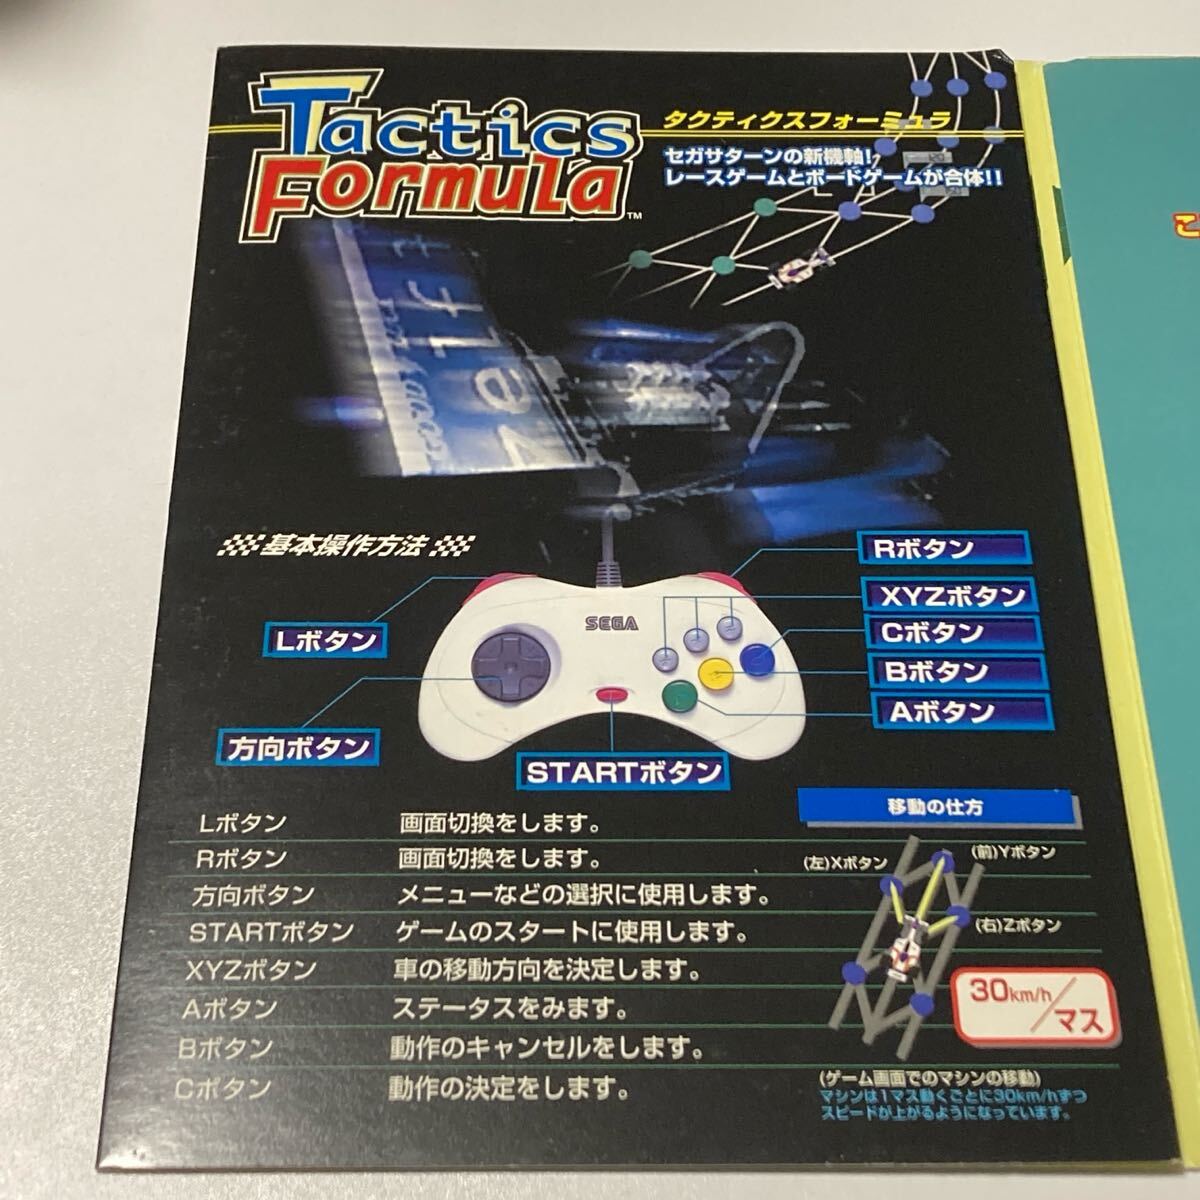 Tactics
Formula™
タクティクスフォーミュラ
セガサターンの新機軸!
レースゲームとボードゲームが合体!!
基本操作方法
Rボタン
XYZボタン
Cボタン
Bボタン
Aボタン
Lボタン
方向ボタン
STARTボタン
SEGA
Lボタン 画面切換をします。
Rボタン 画面切換をします。
方向ボタン メニューなどの選択に使用します。
STARTボタン ゲームのスタートに使用します。
XYZボタン 車の移動方向を決定します。
Aボタン ステータスをみます。
Bボタン 動作のキャンセルをします。
Cボタン 動作の決定をします。
移動の仕方
(左)Xボタン
(前)Yボタン
(右)Zボタン
30km/h/マス
(ゲーム画面でのマシンの移動)
マシンは1マス動くごとに30km/hずつ
スピードが上がるようになっています。
こ